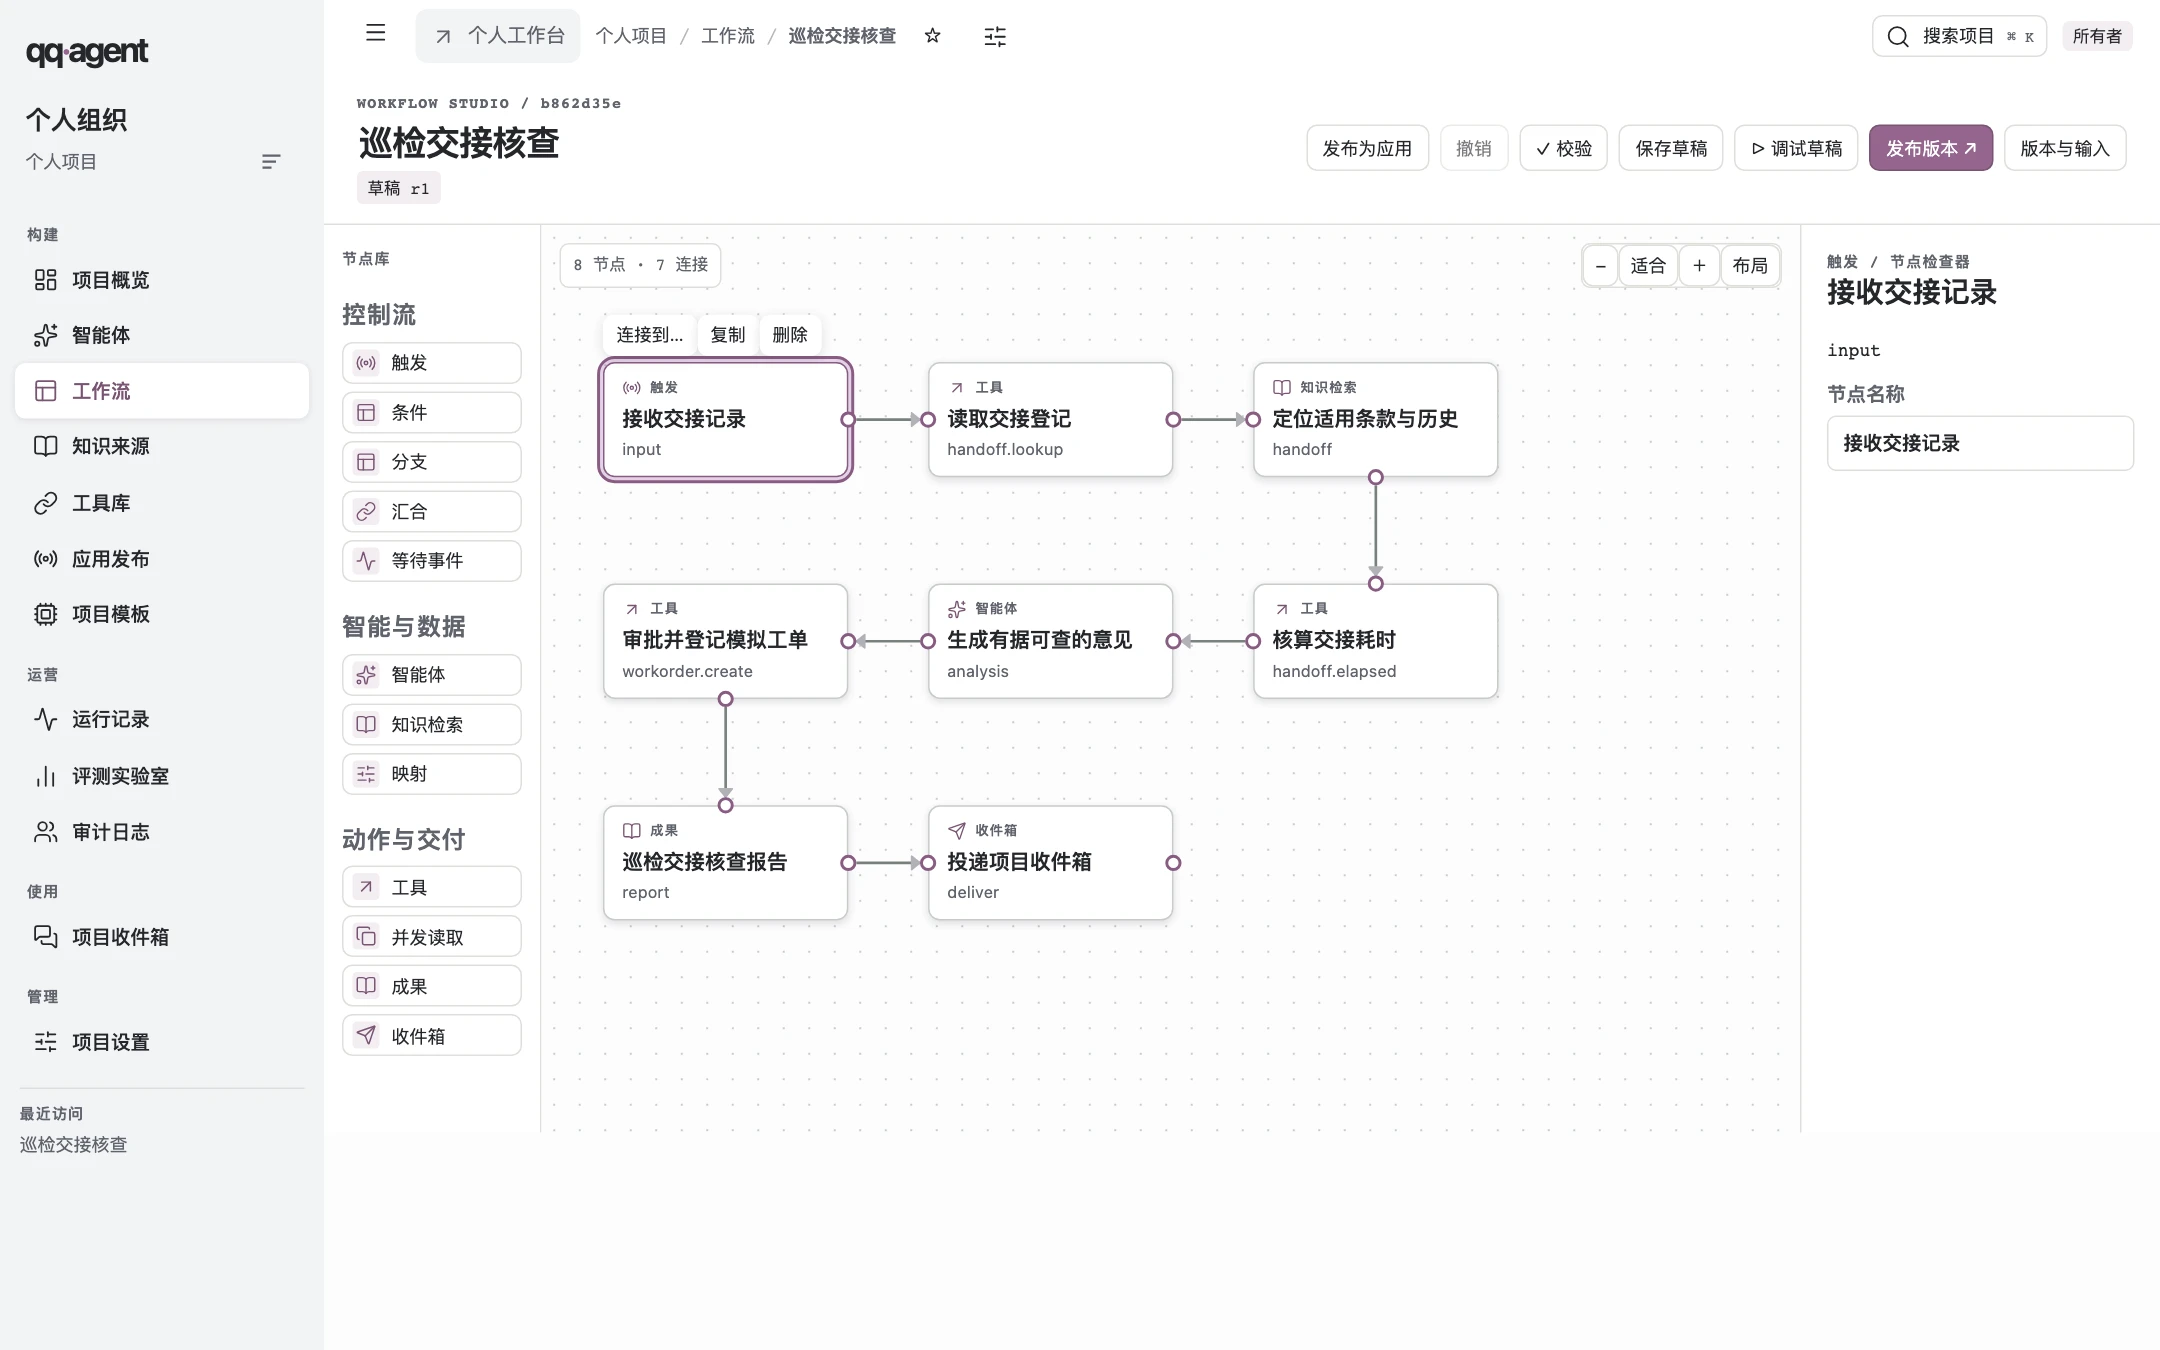 qq·agent
个人组织
个人项目
构建
项目概览
智能体
工作流
知识来源
工具库
应用发布
项目模板
运营
运行记录
评测实验室
审计日志
使用
项目收件箱
管理
项目设置
最近访问
巡检交接核查
个人工作台 个人项目 / 工作流 / 巡检交接核查
搜索项目 ⌘ K 所有者
WORKFLOW STUDIO / b862d35e
巡检交接核查
草稿 r1
发布为应用 撤销 ✓ 校验 保存草稿 ▷ 调试草稿 发布版本 ↗ 版本与输入
节点库
控制流
触发
条件
分支
汇合
等待事件
智能与数据
智能体
知识检索
映射
动作与交付
工具
并发读取
成果
收件箱
8 节点 · 7 连接
− 适合 + 布局
连接到... 复制 删除
触发
接收交接记录
input
工具
读取交接登记
handoff.lookup
知识检索
定位适用条款与历史
handoff
工具
审批并登记模拟工单
workorder.create
智能体
生成有据可查的意见
analysis
工具
核算交接耗时
handoff.elapsed
成果
巡检交接核查报告
report
收件箱
投递项目收件箱
deliver
触发 / 节点检查器
接收交接记录
input
节点名称
接收交接记录